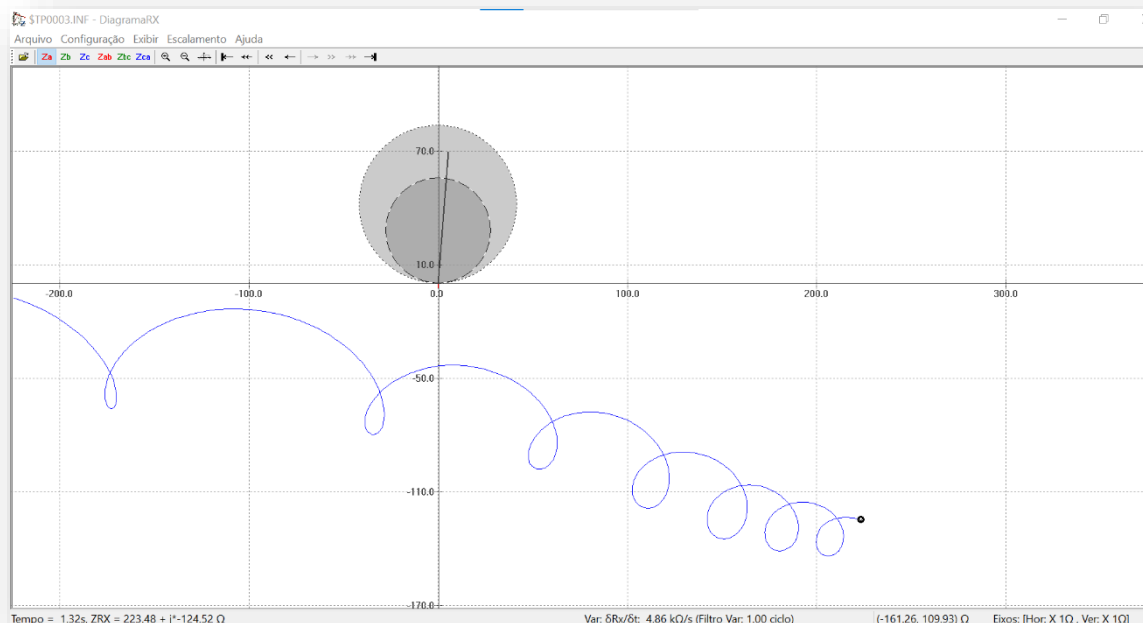 $TP0003.INF - DiagramaRX
Arquivo Configuração Exibir Escalamento Ajuda
Za Zb Zc Zab Zbc Zca
70.0
10.0
-200.0 -100.0 0.0 100.0 200.0 300.0
-50.0
-110.0
-170.0
Tempo = 1.32s, ZRX = 223.48 + i*-124.52 Ω Var: δRx/δt: 4.86 kΩ/s (Filtro Var: 1.00 ciclo) (-161.26, 109.93) Ω Eixos: [Hor: X 1Ω , Ver: X 1Ω]